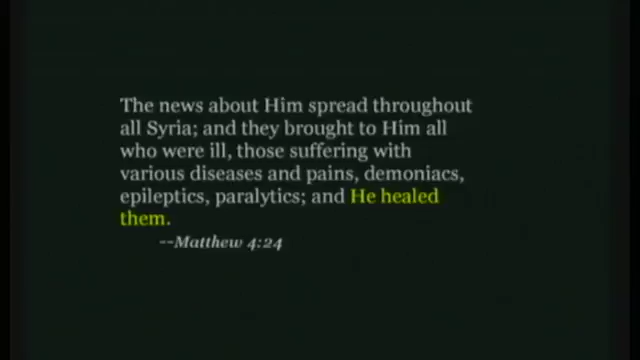 The news about Him spread throughout
all Syria; and they brought to Him all
who were ill, those suffering with
various diseases and pains, demoniacs,
epileptics, paralytics; and He healed
them.
--Matthew 4:24